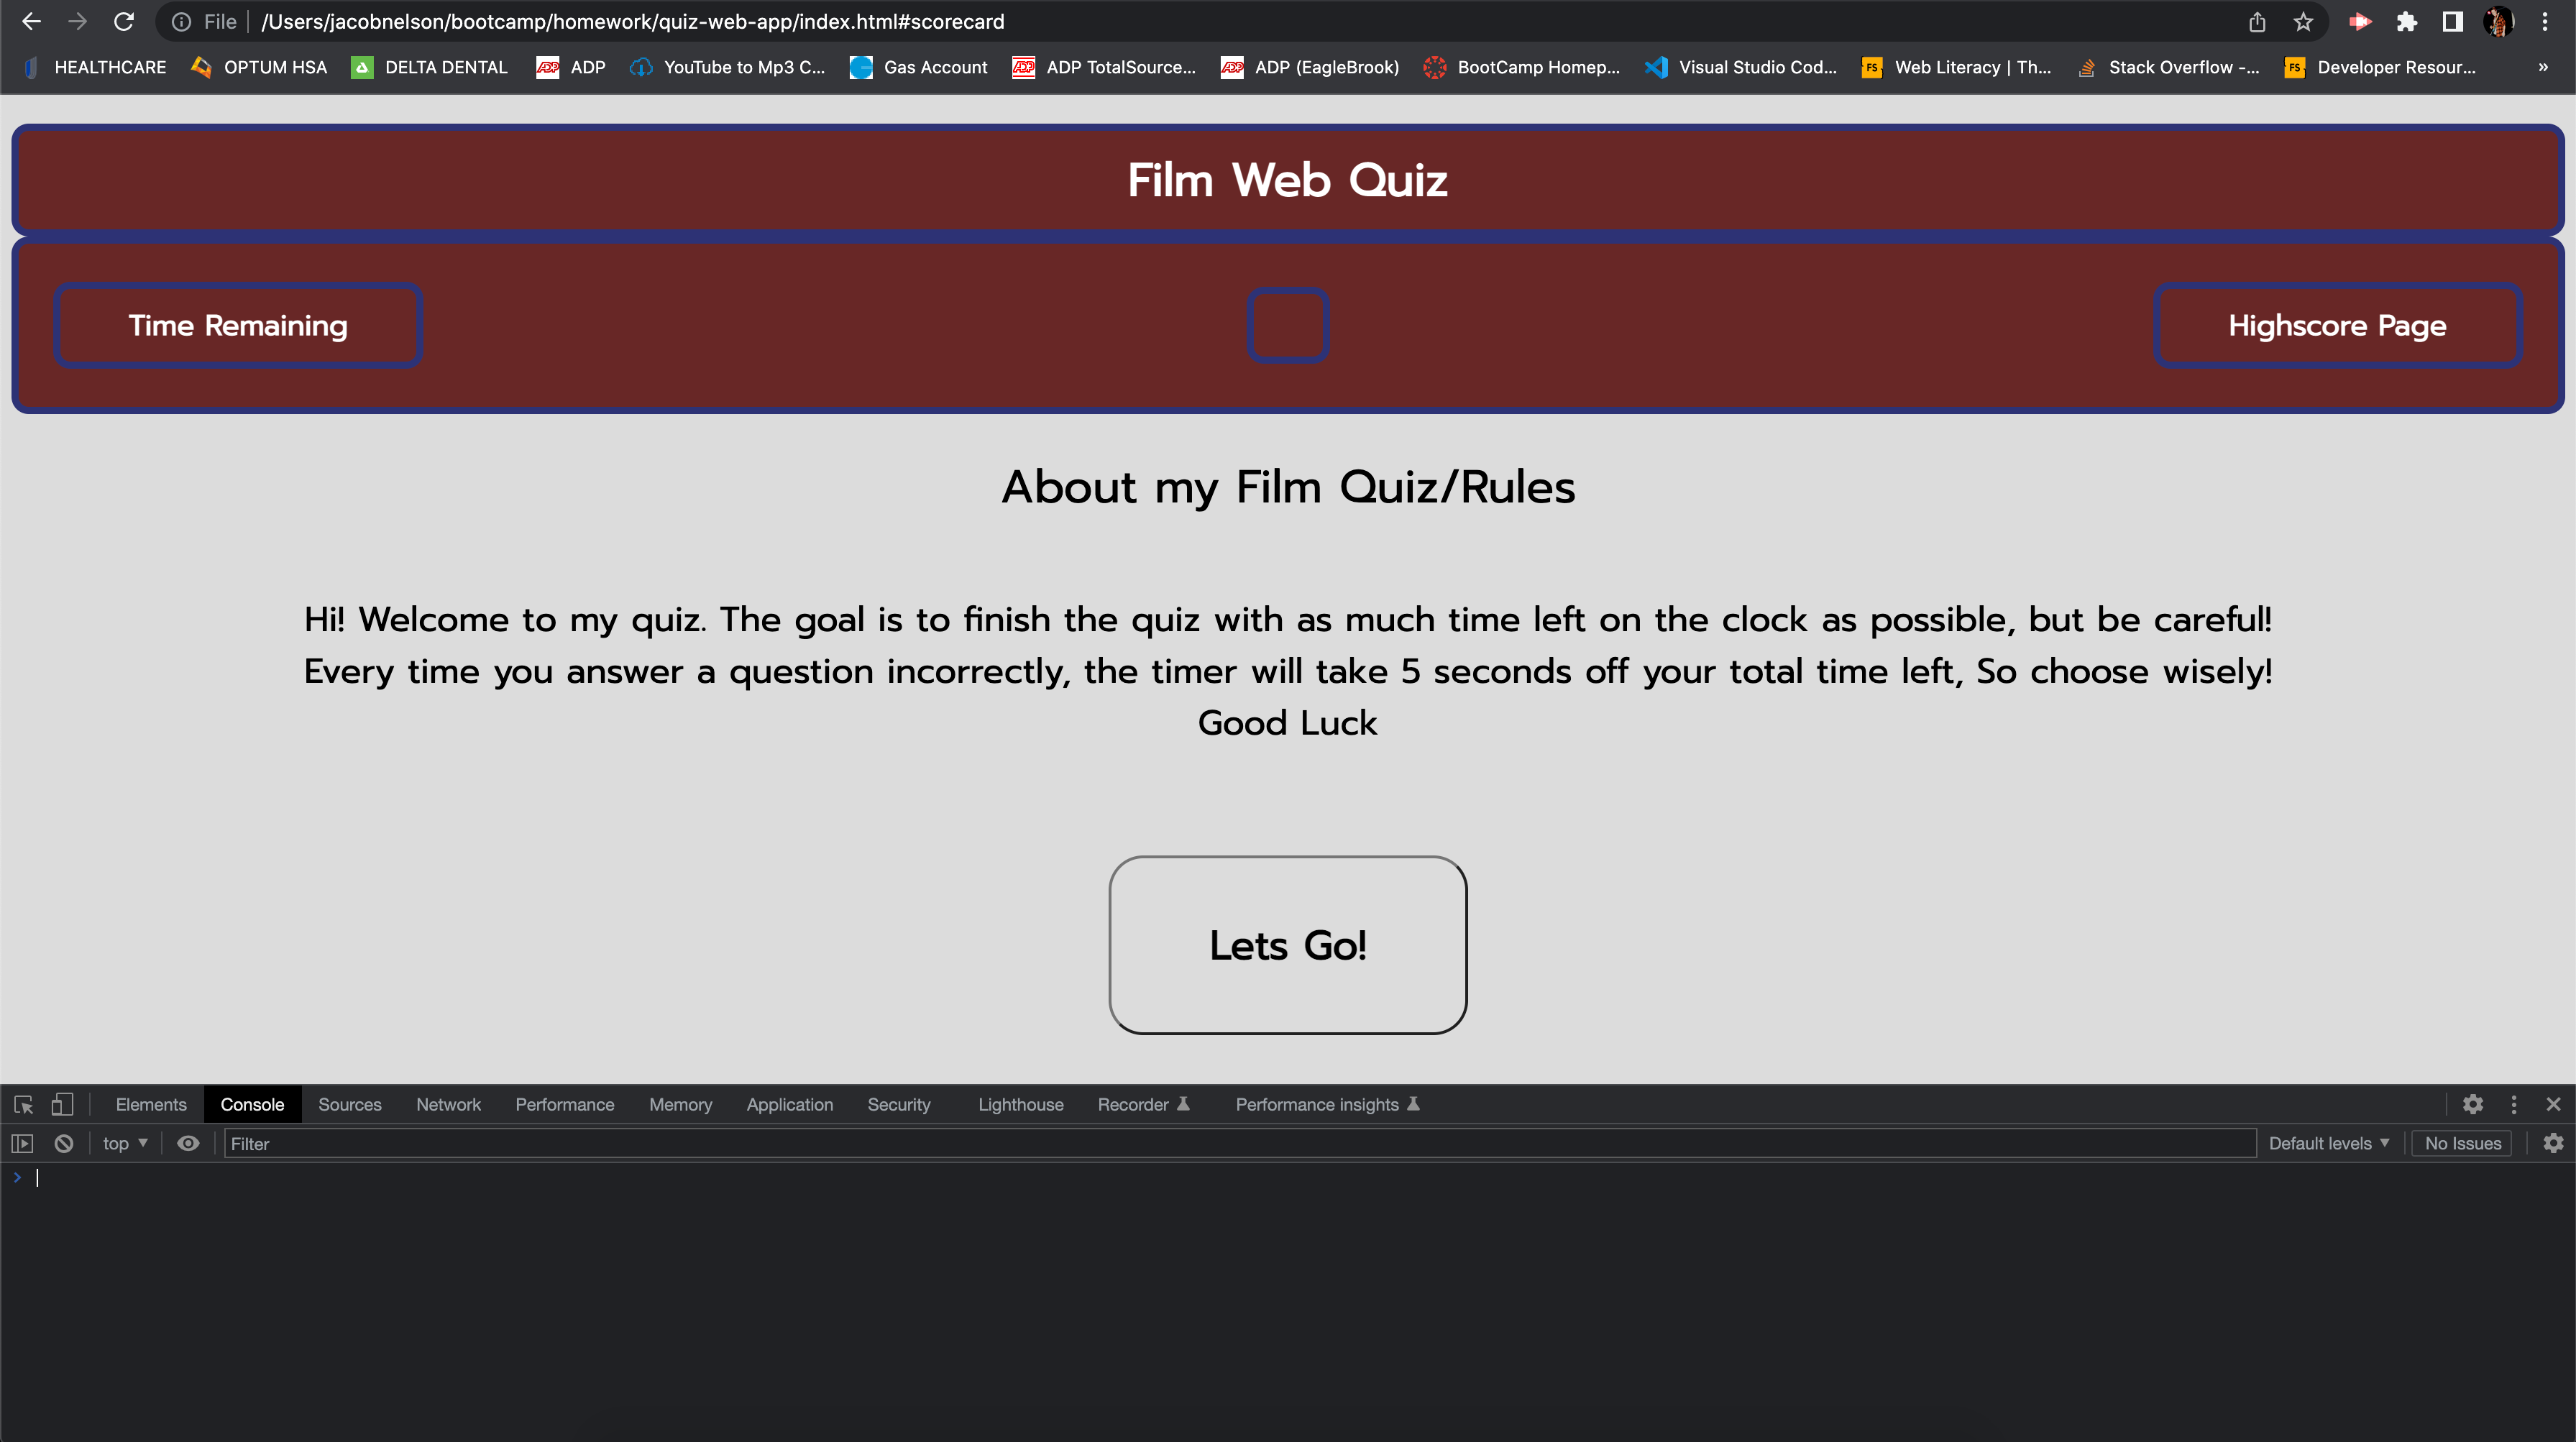 File /Users/jacobnelson/bootcamp/homework/quiz-web-app/index.html#scorecard
HEALTHCARE OPTUM HSA DELTA DENTAL ADP ADP YouTube to Mp3 C... Gas Account ADP ADP TotalSource... ADP ADP (EagleBrook) BootCamp Homep... Visual Studio Cod... FS Web Literacy | Th... Stack Overflow -... FS Developer Resour... »
Film Web Quiz
Time Remaining Highscore Page
About my Film Quiz/Rules
Hi! Welcome to my quiz. The goal is to finish the quiz with as much time left on the clock as possible, but be careful!
Every time you answer a question incorrectly, the timer will take 5 seconds off your total time left, So choose wisely!
Good Luck
Lets Go!
Elements Console Sources Network Performance Memory Application Security Lighthouse Recorder Performance insights
top Filter Default levels No Issues